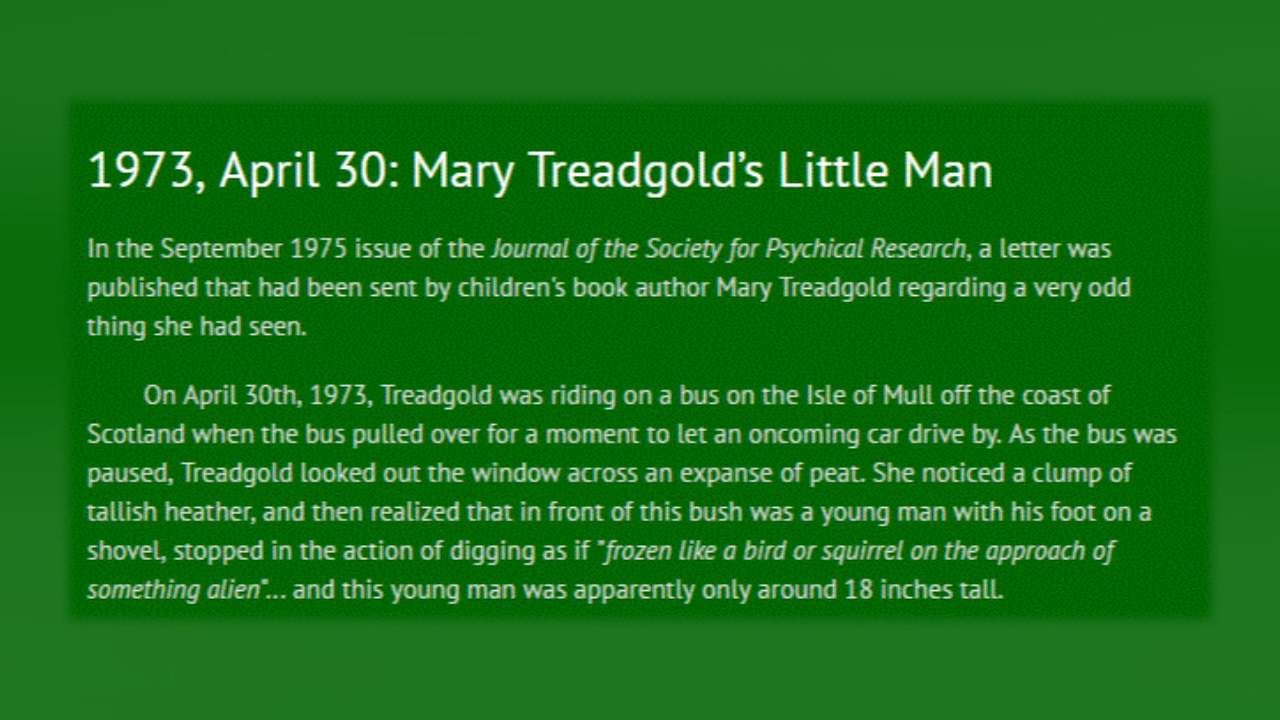 1973, April 30: Mary Treadgold’s Little Man
In the September 1975 issue of the Journal of the Society for Psychical Research, a letter was
published that had been sent by children's book author Mary Treadgold regarding a very odd
thing she had seen.
On April 30th, 1973, Treadgold was riding on a bus on the Isle of Mull off the coast of
Scotland when the bus pulled over for a moment to let an oncoming car drive by. As the bus was
paused, Treadgold looked out the window across an expanse of peat. She noticed a clump of
tallish heather, and then realized that in front of this bush was a young man with his foot on a
shovel, stopped in the action of digging as if "frozen like a bird or squirrel on the approach of
something alien"... and this young man was apparently only around 18 inches tall.